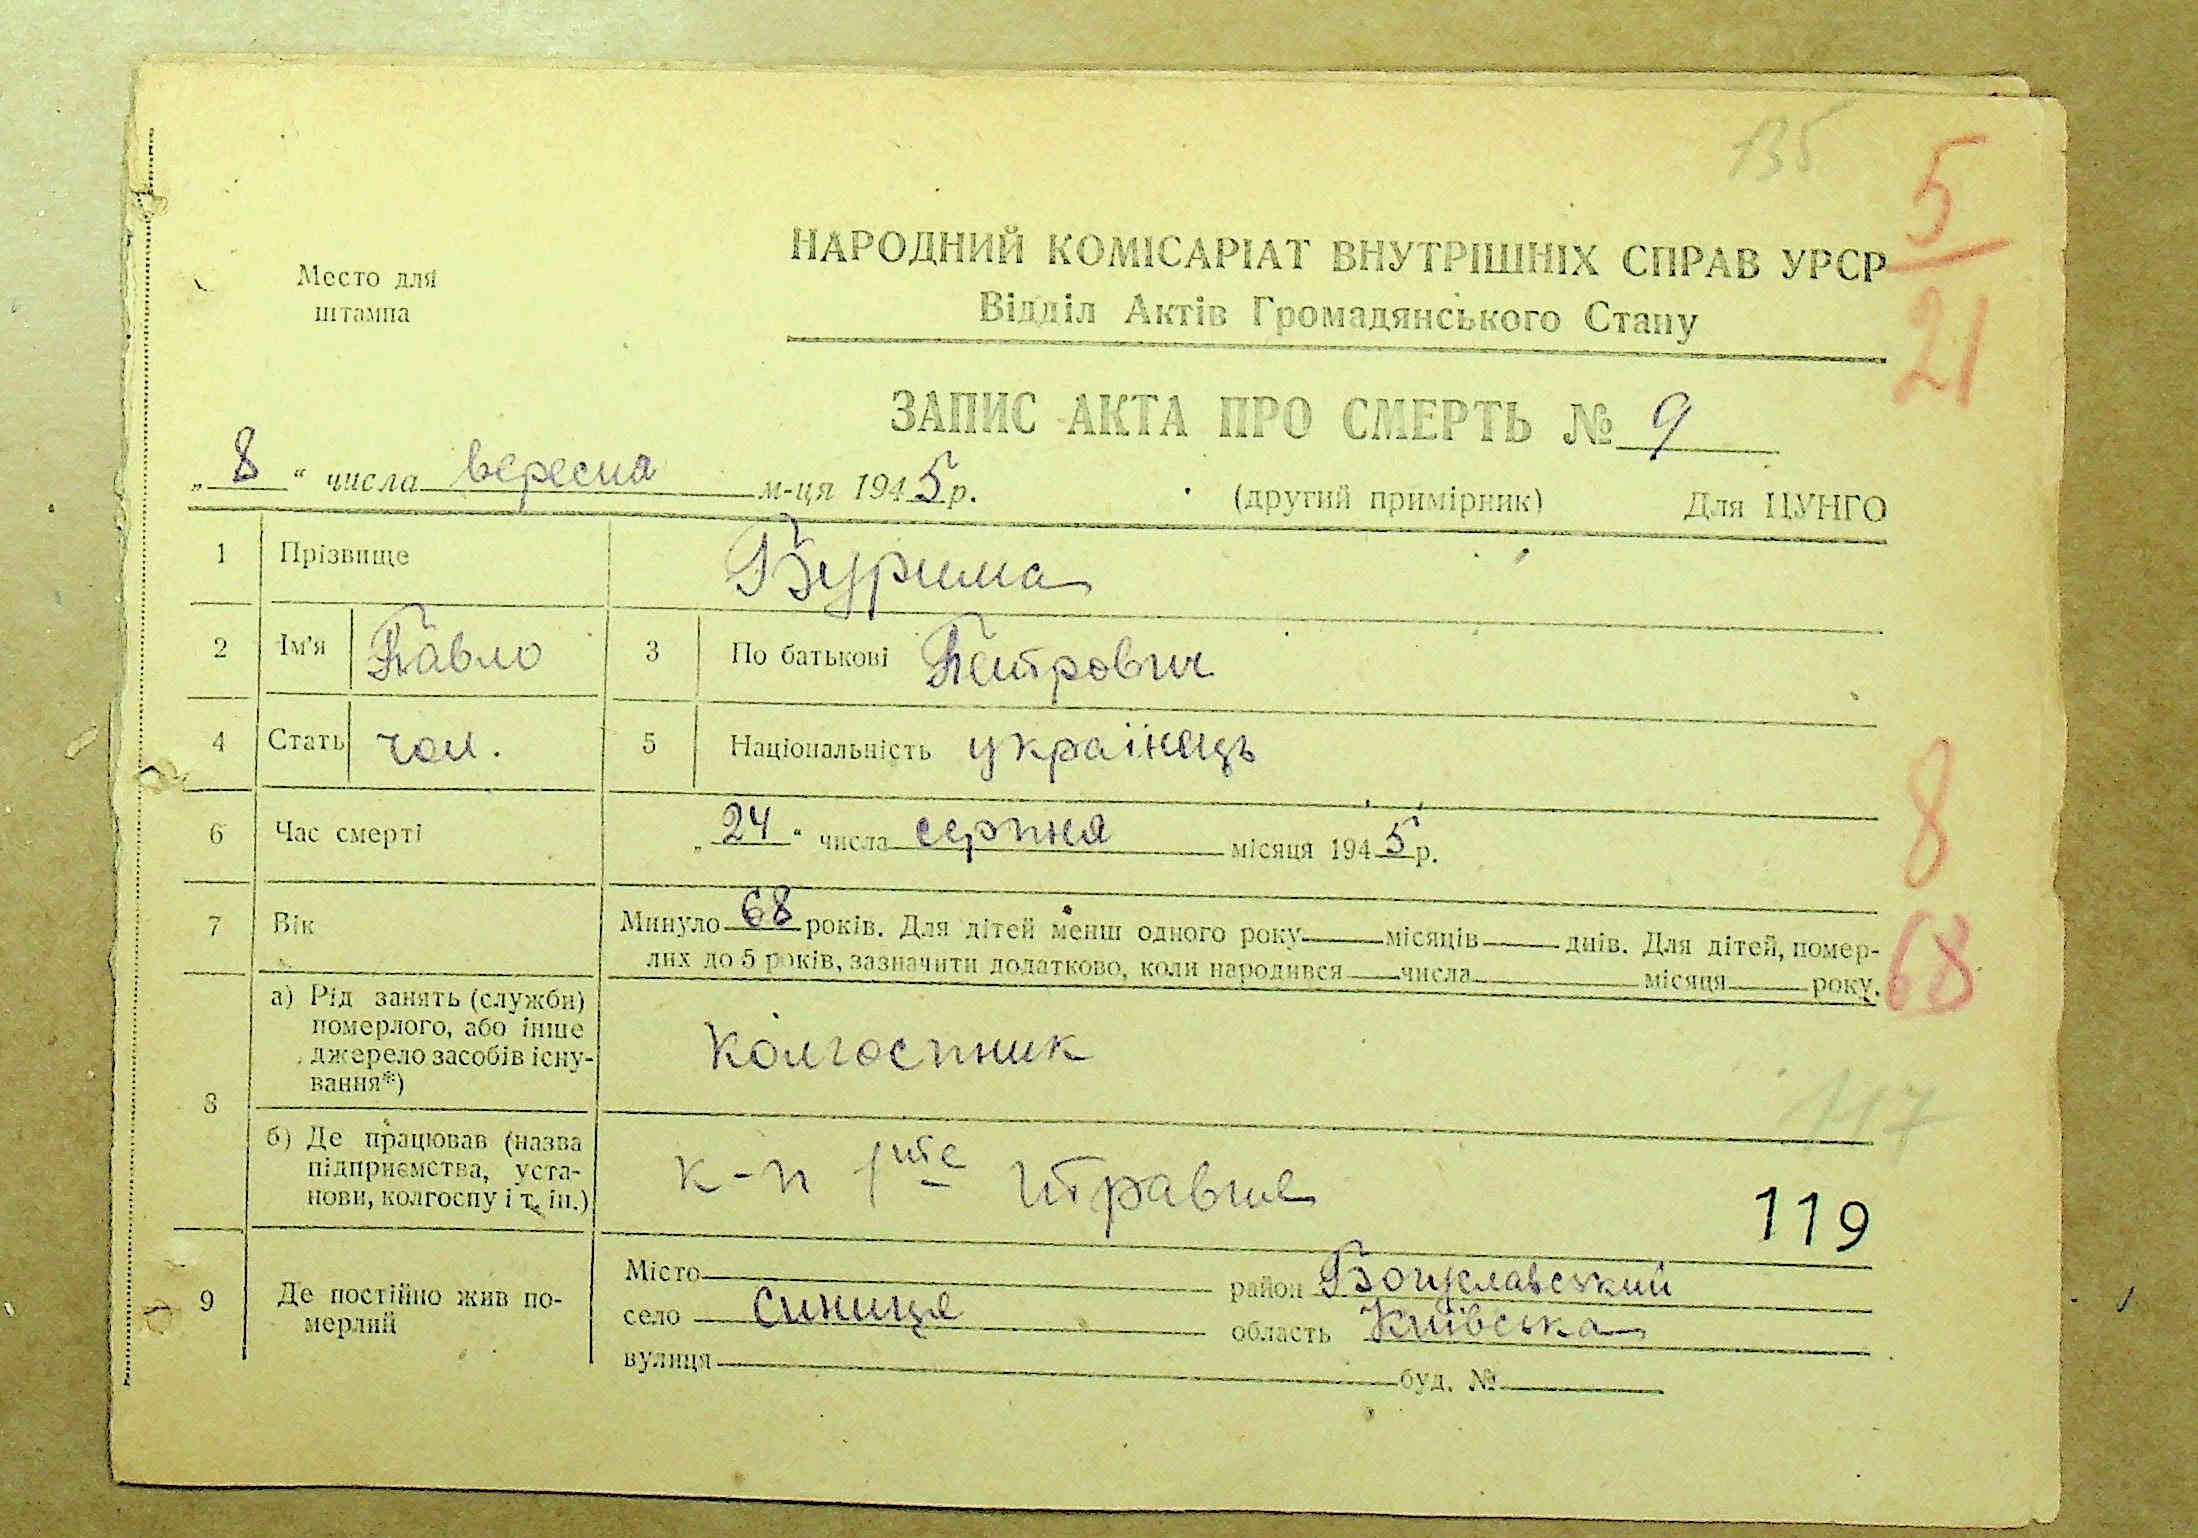 135
5
21
Место для
штампа
НАРОДНИЙ КОМІСАРІАТ ВНУТРІШНІХ СПРАВ УРСР
Відділ Актів Громадянського Стану
ЗАПИС АКТА ПРО СМЕРТЬ № 9
„8“ числа вересня м-ця 1945 р. (другий примірник) Для ЦУНГО
1 Прізвище Бурима
2 Ім'я Павло 3 По батькові Петрович
4 Стать чол. 5 Національність українець
6 Час смерті „24“ числа серпня місяця 1945 р.
8
7 Вік Минуло 68 років. Для дітей менш одного року місяців днів. Для дітей, помер-
лих до 5 років, зазначити додатково, коли народився числа місяця року.
68
8 а) Рід занять (служби)
померлого, або інше
джерело засобів існу-
вання*)
Колгоспник
117
б) Де працював (назва
підприємства, уста-
нови, колгоспу і т. ін.)
к-п 1ше травня
119
9 Де постійно жив по-
мерлий
Місто район Богуславський
село синиця область Київська
вулиця буд. №